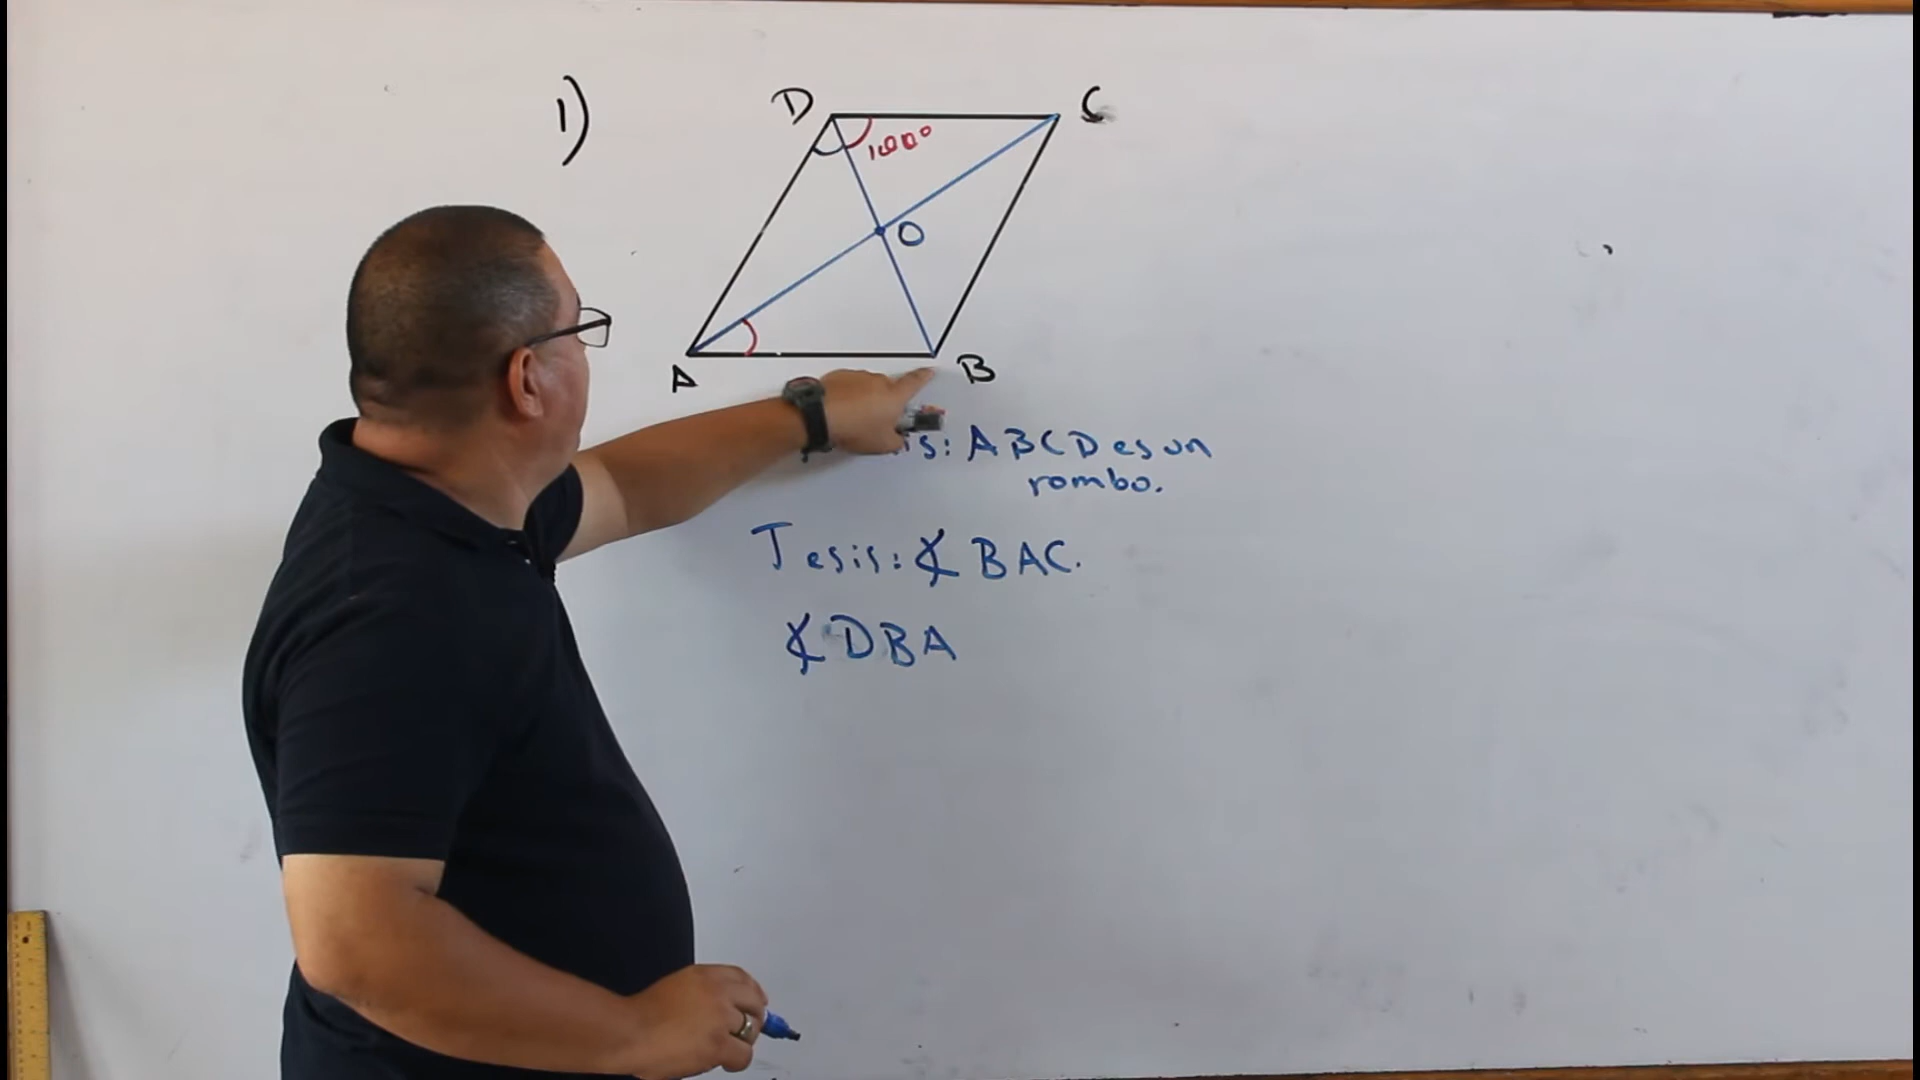 1)
D C
100°
O
A B
is: ABCD es un
rombo.
Tesis: ∡ BAC.
∡ DBA